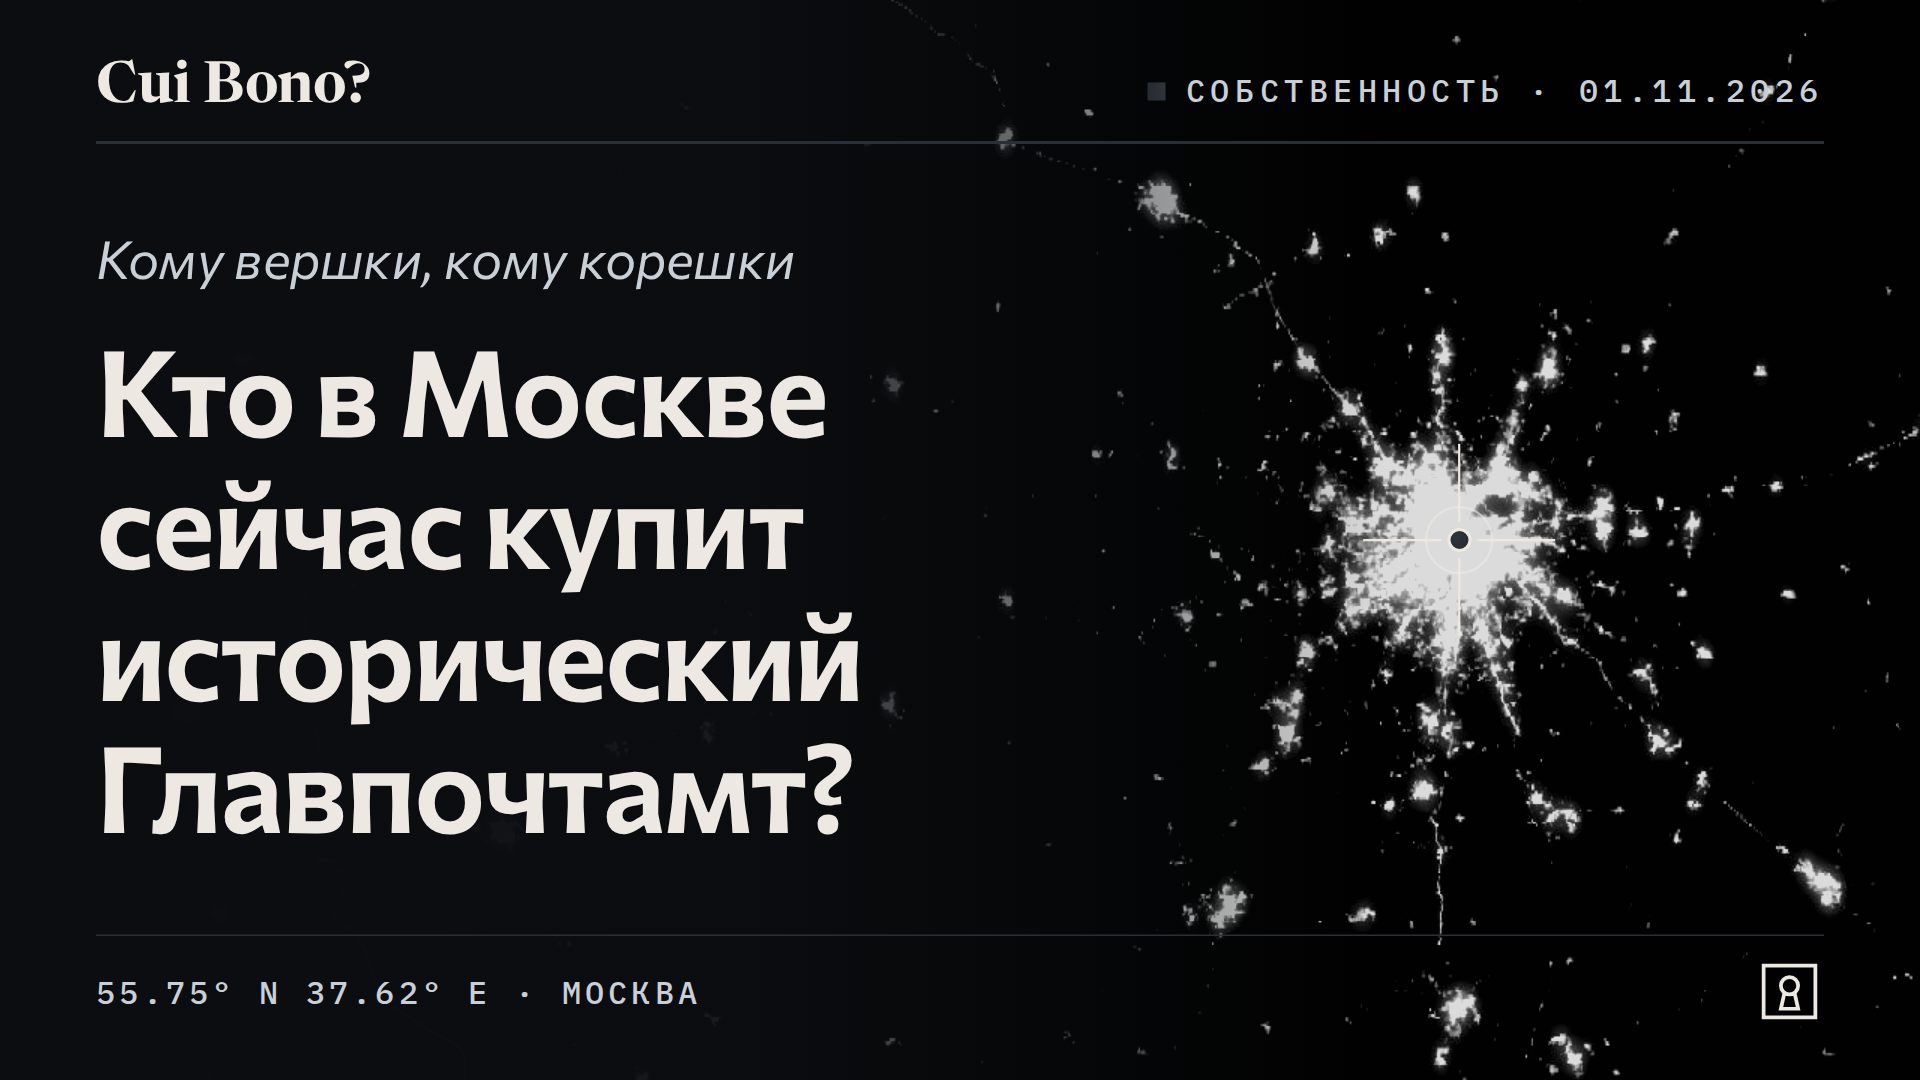 Cui Bono?
СОБСТВЕННОСТЬ · 01.11.2026
Кому вершки, кому корешки
Кто в Москве
сейчас купит
исторический
Главпочтамт?
55.75° N 37.62° E · МОСКВА